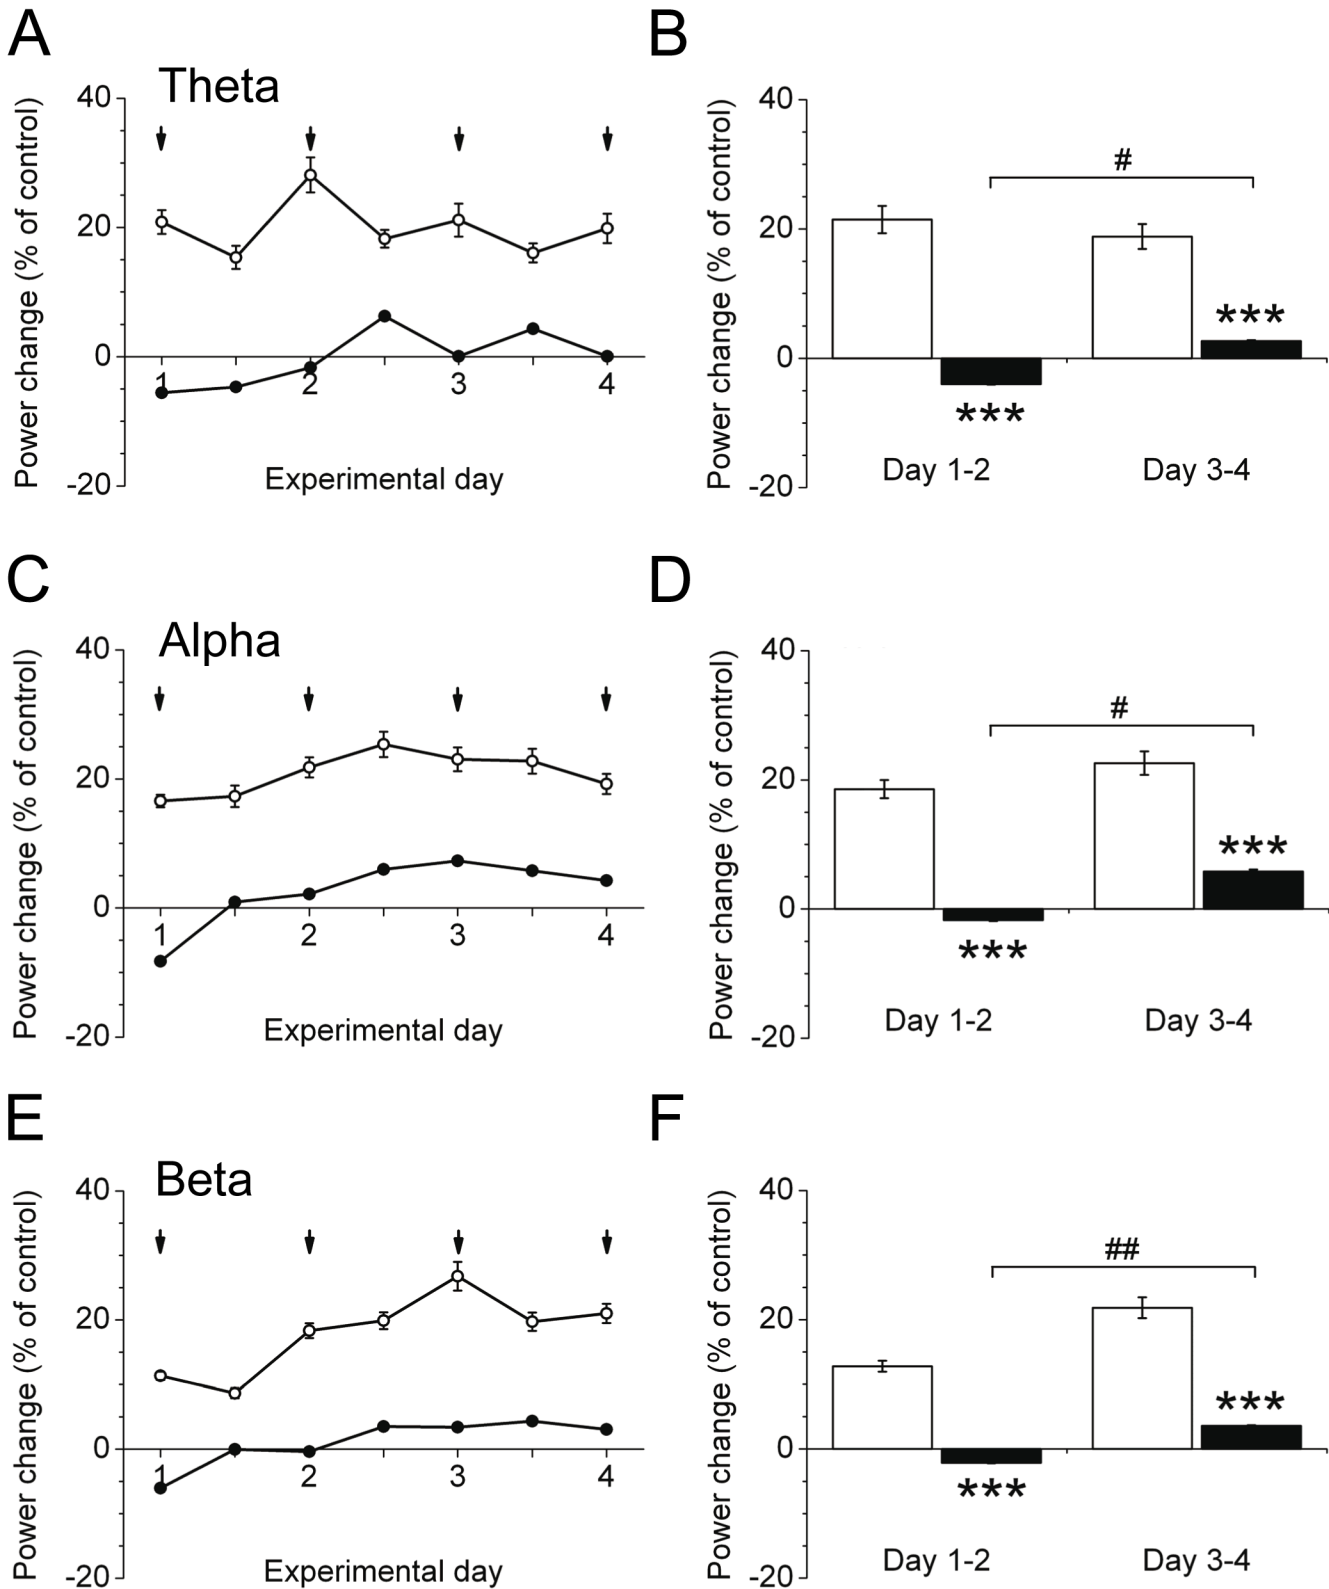 A
Theta
Power change (% of control)
40
20
0
-20
1
2
3
4
Experimental day
B
Power change (% of control)
40
20
0
-20
#
***
***
Day 1-2
Day 3-4
C
Alpha
Power change (% of control)
40
20
0
-20
1
2
3
4
Experimental day
D
Power change (% of control)
40
20
0
-20
#
***
***
Day 1-2
Day 3-4
E
Beta
Power change (% of control)
40
20
0
-20
1
2
3
4
Experimental day
F
Power change (% of control)
40
20
0
-20
##
***
***
Day 1-2
Day 3-4